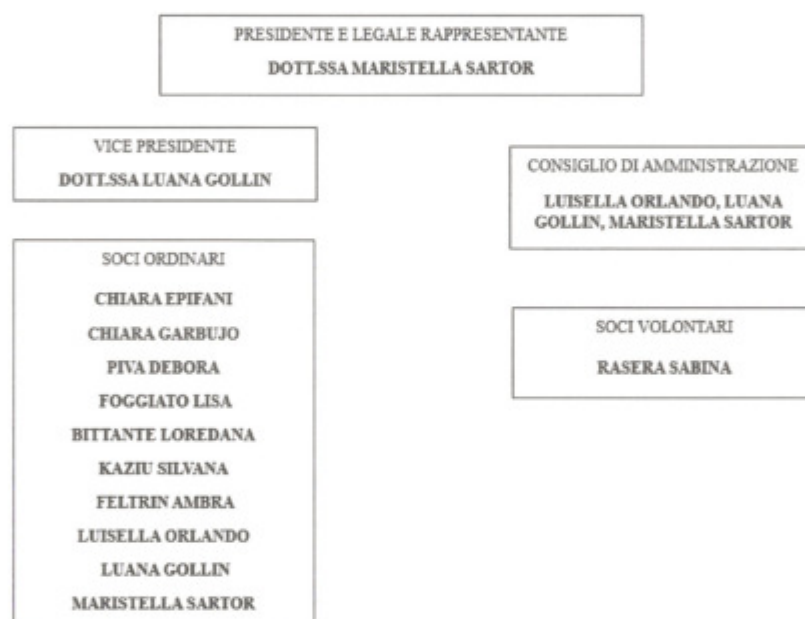 PRESIDENTE E LEGALE RAPPRESENTANTE
DOTT.SSA MARISTELLA SARTOR
VICE PRESIDENTE
DOTT.SSA LUANA GOLLIN
CONSIGLIO DI AMMINISTRAZIONE
LUISELLA ORLANDO, LUANA
GOLLIN, MARISTELLA SARTOR
SOCI ORDINARI
CHIARA EPIFANI
CHIARA GARBUJO
PIVA DEBORA
FOGGIATO LISA
BITTANTE LOREDANA
KAZIU SILVANA
FELTRIN AMBRA
LUISELLA ORLANDO
LUANA GOLLIN
MARISTELLA SARTOR
SOCI VOLONTARI
RASERA SABINA